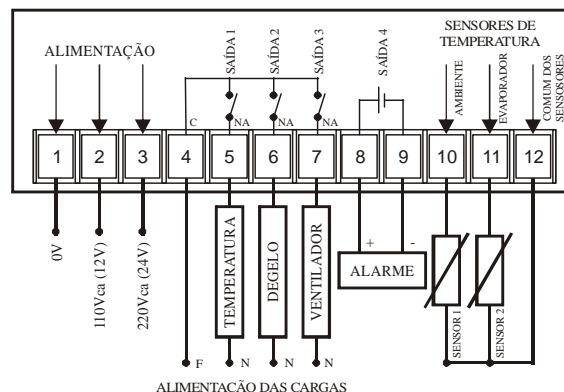 SENSORES DE
TEMPERATURA
ALIMENTAÇÃO
SAÍDA 1
SAÍDA 2
SAÍDA 3
SAÍDA 4
AMBIENTE
EVAPORADOR
COMUM DOS
SENSOSORES
C
NA
NA
NA
1
2
3
4
5
6
7
8
9
10
11
12
0V
110Vca (12V)
220Vca (24V)
TEMPERATURA
DEGELO
VENTILADOR
+
-
ALARME
SENSOR 1
SENSOR 2
F
N
N
N
ALIMENTAÇÃO DAS CARGAS